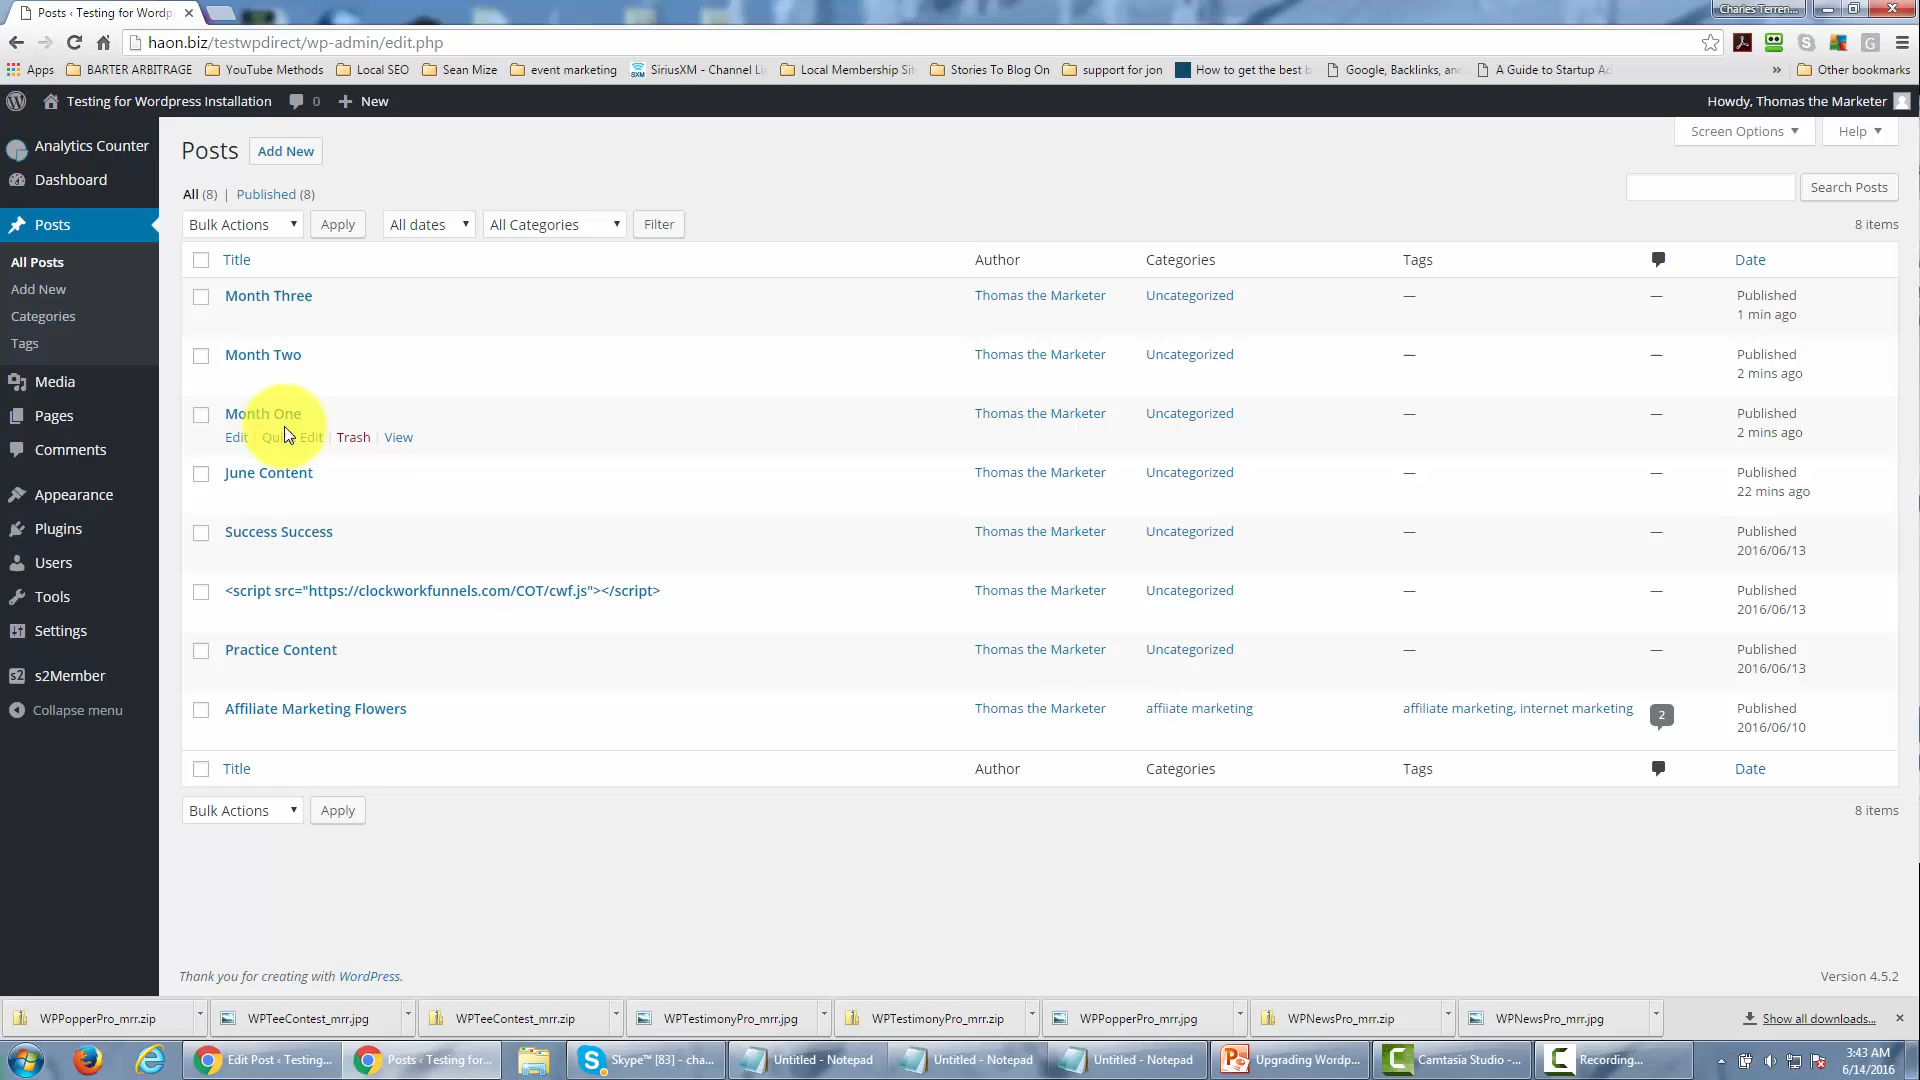 Posts ‹ Testing for Wordp
Charles Terren...
haon.biz/testwpdirect/wp-admin/edit.php
Apps BARTER ARBITRAGE YouTube Methods Local SEO Sean Mize event marketing SiriusXM - Channel Li Local Membership Sit Stories To Blog On support for jon How to get the best b Google, Backlinks, an A Guide to Startup Ad » Other bookmarks
Testing for Wordpress Installation 0 + New Howdy, Thomas the Marketer
Screen Options Help
Analytics Counter
Dashboard
Posts
All Posts
Add New
Categories
Tags
Media
Pages
Comments
Appearance
Plugins
Users
Tools
Settings
s2Member
Collapse menu
Posts Add New
All (8) | Published (8)
Search Posts
Bulk Actions Apply All dates All Categories Filter 8 items
Title Author Categories Tags Date
Month Three Thomas the Marketer Uncategorized — — Published
1 min ago
Month Two Thomas the Marketer Uncategorized — — Published
2 mins ago
Month One Thomas the Marketer Uncategorized — — Published
Edit | Quick Edit | Trash | View 2 mins ago
June Content Thomas the Marketer Uncategorized — — Published
22 mins ago
Success Success Thomas the Marketer Uncategorized — — Published
2016/06/13
<script src="https://clockworkfunnels.com/COT/cwf.js"></script> Thomas the Marketer Uncategorized — — Published
2016/06/13
Practice Content Thomas the Marketer Uncategorized — — Published
2016/06/13
Affiliate Marketing Flowers Thomas the Marketer affiiate marketing affiliate marketing, internet marketing 2 Published
2016/06/10
Title Author Categories Tags Date
Bulk Actions Apply 8 items
Thank you for creating with WordPress. Version 4.5.2
WPPopperPro_mrr.zip WPTeeContest_mrr.jpg WPTeeContest_mrr.zip WPTestimonyPro_mrr.jpg WPTestimonyPro_mrr.zip WPPopperPro_mrr.jpg WPNewsPro_mrr.zip WPNewsPro_mrr.jpg Show all downloads...
Edit Post ‹ Testing... Posts ‹ Testing for... Skype™ [83] - cha... Untitled - Notepad Untitled - Notepad Untitled - Notepad Upgrading Wordp... Camtasia Studio -... Recording... 3:43 AM
6/14/2016